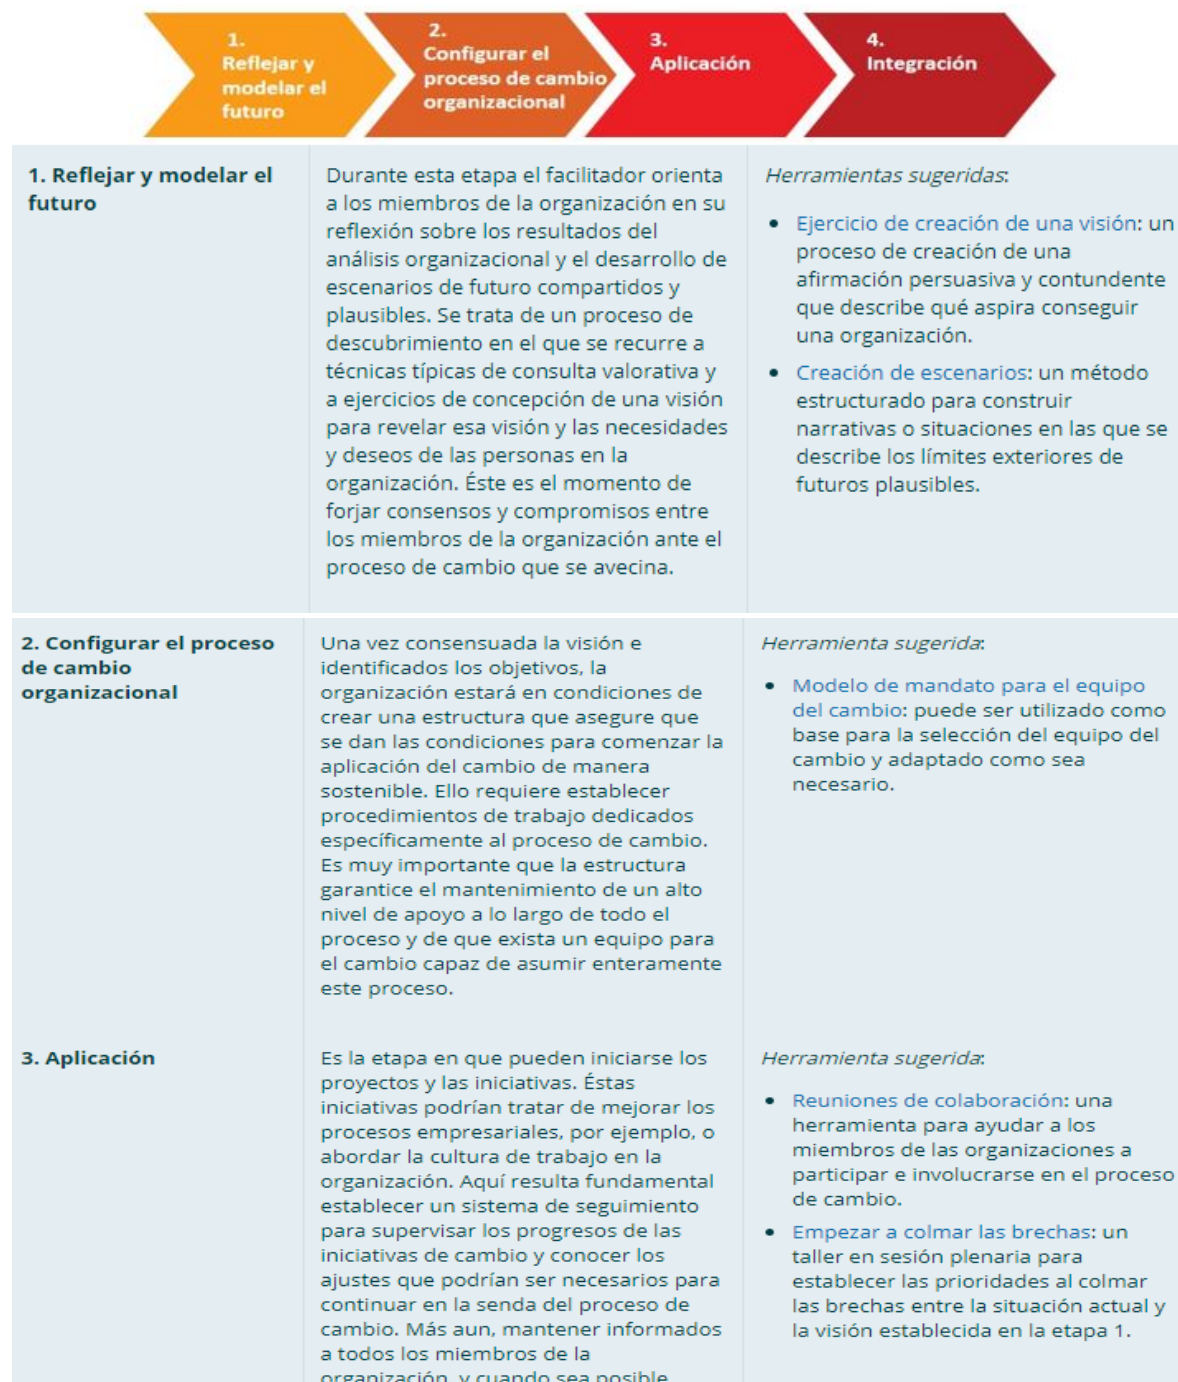 1.
Reflejar y
modelar el
futuro
2.
Configurar el
proceso de cambio
organizacional
3.
Aplicación
4.
Integración
1. Reflejar y modelar el
futuro
Durante esta etapa el facilitador orienta
a los miembros de la organización en su
reflexión sobre los resultados del
análisis organizacional y el desarrollo de
escenarios de futuro compartidos y
plausibles. Se trata de un proceso de
descubrimiento en el que se recurre a
técnicas típicas de consulta valorativa y
a ejercicios de concepción de una visión
para revelar esa visión y las necesidades
y deseos de las personas en la
organización. Éste es el momento de
forjar consensos y compromisos entre
los miembros de la organización ante el
proceso de cambio que se avecina.
Herramientas sugeridas:
• Ejercicio de creación de una visión: un
proceso de creación de una
afirmación persuasiva y contundente
que describe qué aspira conseguir
una organización.
• Creación de escenarios: un método
estructurado para construir
narrativas o situaciones en las que se
describe los límites exteriores de
futuros plausibles.
2. Configurar el proceso
de cambio
organizacional
Una vez consensuada la visión e
identificados los objetivos, la
organización estará en condiciones de
crear una estructura que asegure que
se dan las condiciones para comenzar la
aplicación del cambio de manera
sostenible. Ello requiere establecer
procedimientos de trabajo dedicados
específicamente al proceso de cambio.
Es muy importante que la estructura
garantice el mantenimiento de un alto
nivel de apoyo a lo largo de todo el
proceso y de que exista un equipo para
el cambio capaz de asumir enteramente
este proceso.
Herramienta sugerida:
• Modelo de mandato para el equipo
del cambio: puede ser utilizado como
base para la selección del equipo del
cambio y adaptado como sea
necesario.
3. Aplicación
Es la etapa en que pueden iniciarse los
proyectos y las iniciativas. Éstas
iniciativas podrían tratar de mejorar los
procesos empresariales, por ejemplo, o
abordar la cultura de trabajo en la
organización. Aquí resulta fundamental
establecer un sistema de seguimiento
para supervisar los progresos de las
iniciativas de cambio y conocer los
ajustes que podrían ser necesarios para
continuar en la senda del proceso de
cambio. Más aun, mantener informados
a todos los miembros de la
organización, y cuando sea posible
Herramienta sugerida:
• Reuniones de colaboración: una
herramienta para ayudar a los
miembros de las organizaciones a
participar e involucrarse en el proceso
de cambio.
• Empezar a colmar las brechas: un
taller en sesión plenaria para
establecer las prioridades al colmar
las brechas entre la situación actual y
la visión establecida en la etapa 1.